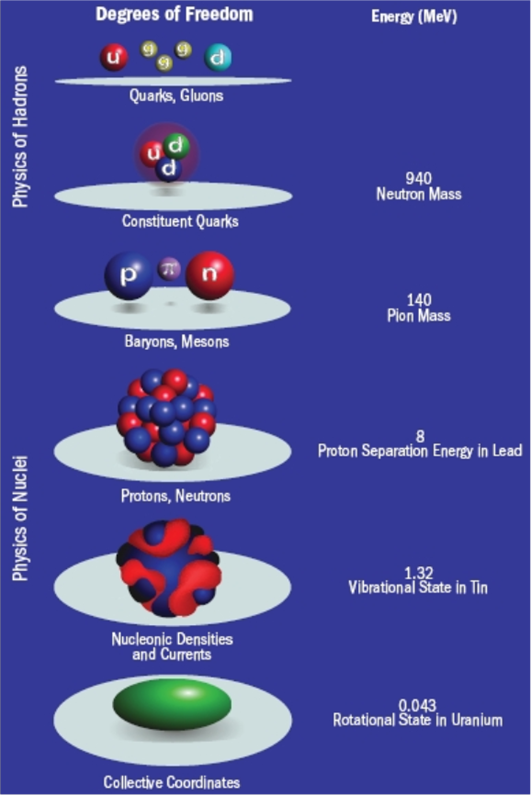 Degrees of Freedom
Energy (MeV)
Physics of Hadrons
u g g g d
Quarks, Gluons
u d d
Constituent Quarks
940
Neutron Mass
p π n
Baryons, Mesons
140
Pion Mass
Physics of Nuclei
Protons, Neutrons
8
Proton Separation Energy in Lead
Nucleonic Densities
and Currents
1.32
Vibrational State in Tin
Collective Coordinates
0.043
Rotational State in Uranium